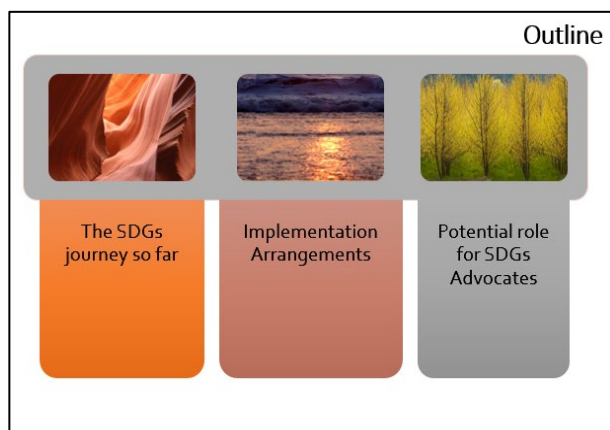 Outline
The SDGs
journey so far
Implementation
Arrangements
Potential role
for SDGs
Advocates